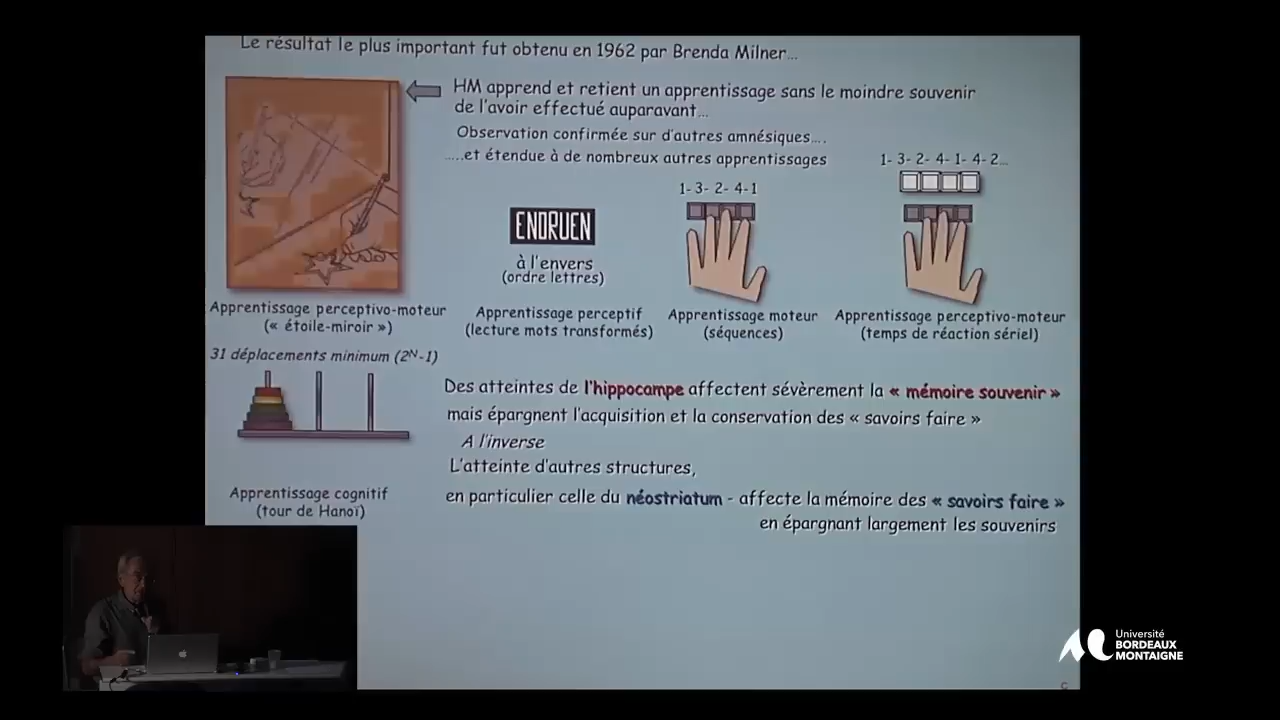 Le résultat le plus important fut obtenu en 1962 par Brenda Milner...
HM apprend et retient un apprentissage sans le moindre souvenir
de l'avoir effectué auparavant...
Observation confirmée sur d'autres amnésiques....
.....et étendue à de nombreux autres apprentissages
1- 3- 2- 4- 1- 4- 2...
1- 3- 2- 4-1
ENDRUEN
à l'envers
(ordre lettres)
Apprentissage perceptivo-moteur
(« étoile-miroir »)
Apprentissage perceptif
(lecture mots transformés)
Apprentissage moteur
(séquences)
Apprentissage perceptivo-moteur
(temps de réaction sériel)
31 déplacements minimum (2ᴺ-1)
Apprentissage cognitif
(tour de Hanoï)
Des atteintes de l'hippocampe affectent sévèrement la « mémoire souvenir »
mais épargnent l'acquisition et la conservation des « savoirs faire »
A l'inverse
L'atteinte d'autres structures,
en particulier celle du néostriatum - affecte la mémoire des « savoirs faire »
en épargnant largement les souvenirs
Université
BORDEAUX
MONTAIGNE